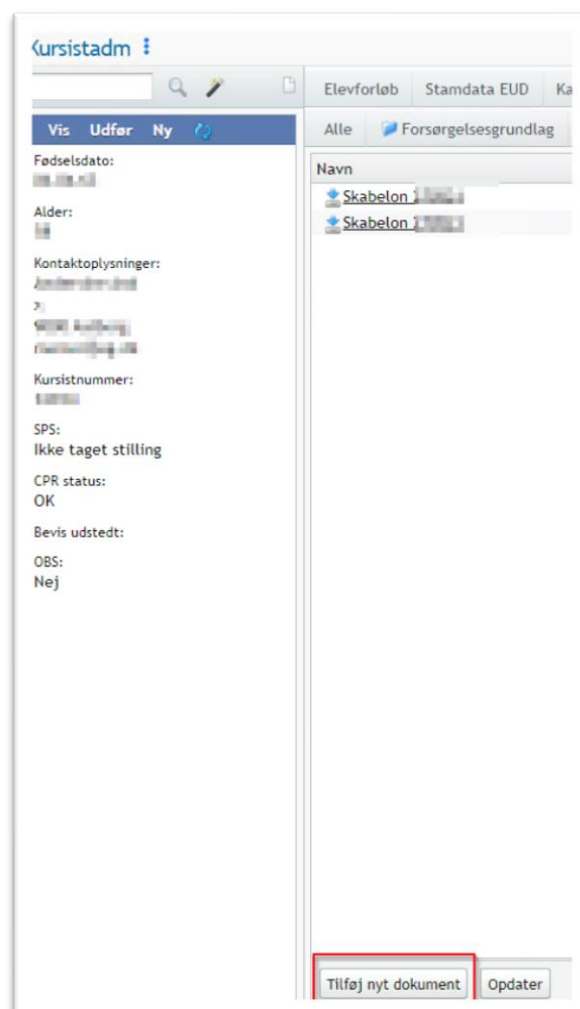 Kursistadm
Vis Udfør Ny
Fødselsdato:
Alder:
Kontaktoplysninger:
Kursistnummer:
SPS:
Ikke taget stilling
CPR status:
OK
Bevis udstedt:
OBS:
Nej
Elevforløb Stamdata EUD Ka
Alle Forsørgelsesgrundlag
Navn
Skabelon
Skabelon
Tilføj nyt dokument Opdater